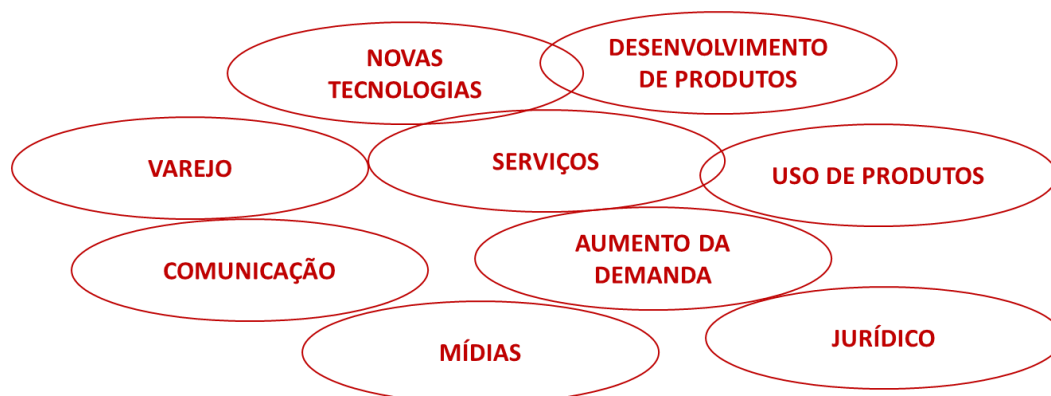 NOVAS
TECNOLOGIAS
DESENVOLVIMENTO
DE PRODUTOS
VAREJO
SERVIÇOS
USO DE PRODUTOS
COMUNICAÇÃO
AUMENTO DA
DEMANDA
MÍDIAS
JURÍDICO